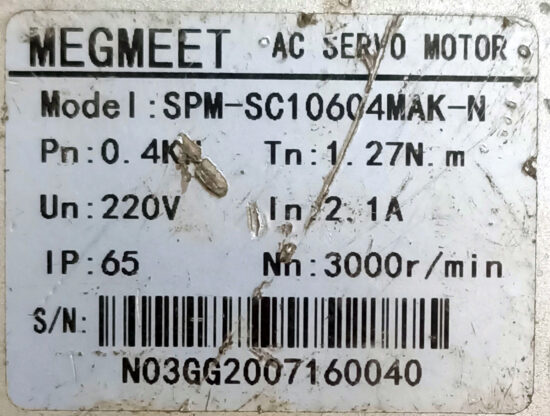 MEGMEET AC SERVO MOTOR
Model:SPM-SC10604MAK-N
Pn:0.4KW Tn:1.27N.m
Un:220V In:2.1A
IP:65 Nn:3000r/min
S/N:
N03GG2007160040